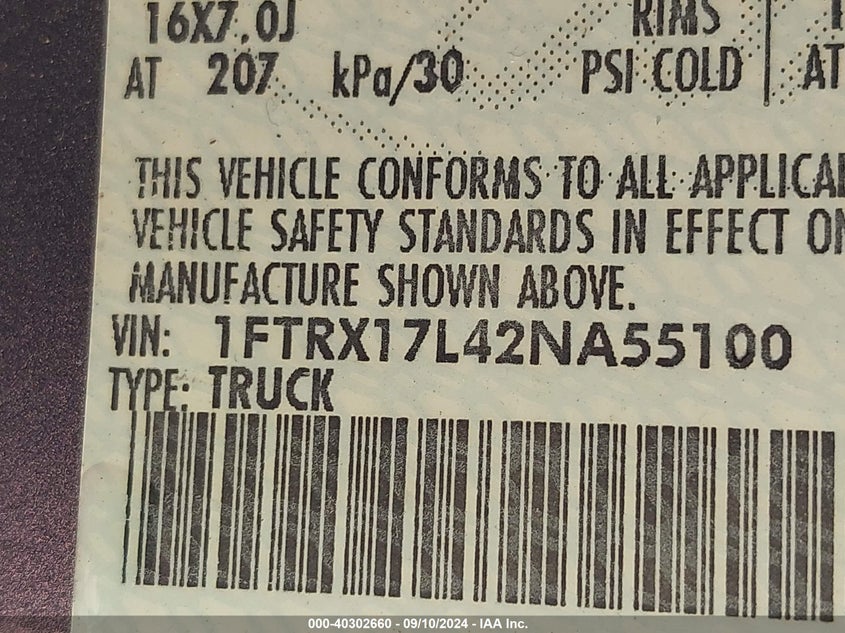 16X7.0J RIMS
AT 207 kPa/30 PSI COLD AT
THIS VEHICLE CONFORMS TO ALL
VEHICLE SAFETY STANDARDS IN EFFECT
MANUFACTURE SHOWN ABOVE.
VIN: 1FTRX17L42NA55100
TYPE: TRUCK
000-40302660 - 09/10/2024 - IAA Inc.